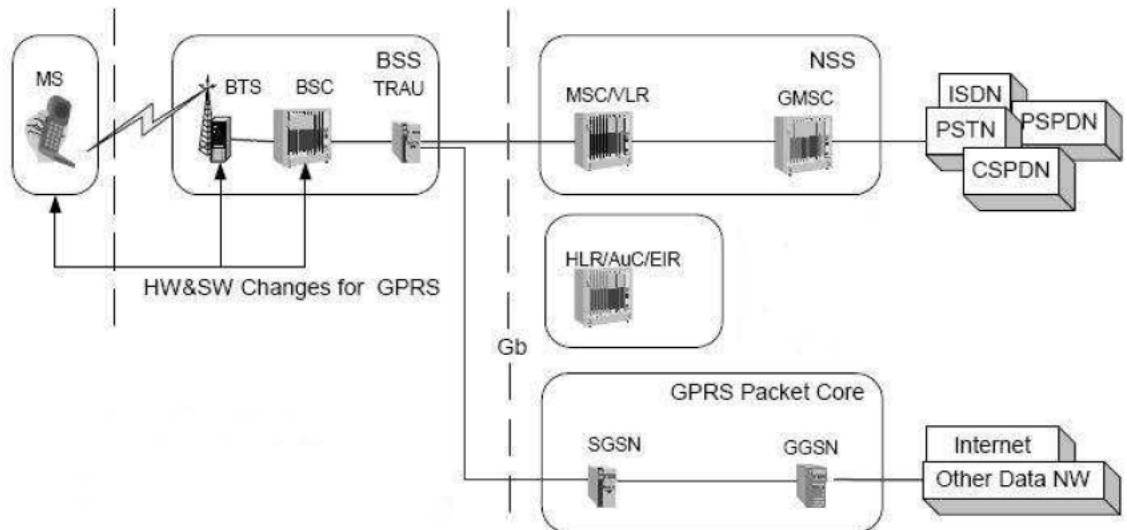 BSS
NSS
MS
BTS
BSC
TRAU
MSC/VLR
GMSC
ISDN
PSPDN
PSTN
CSPDN
HW&SW Changes for GPRS
HLR/AuC/EIR
Gb
GPRS Packet Core
SGSN
GGSN
Internet
Other Data NW